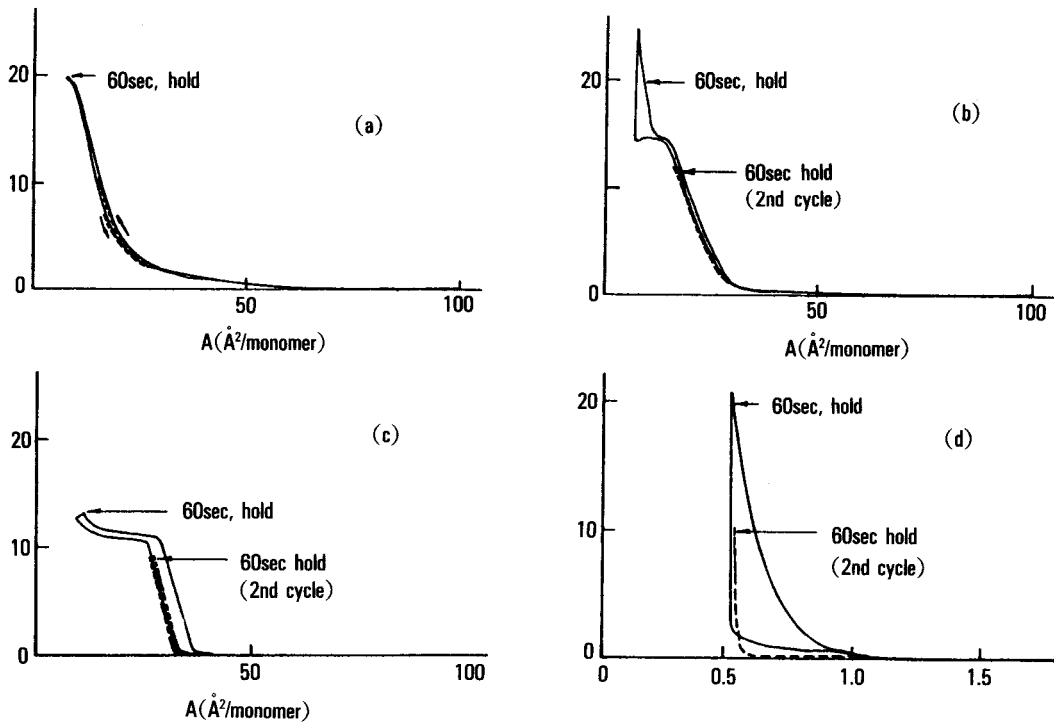 20
60sec, hold
(a)
10
0
50
100
A(Å²/monomer)
20
60sec, hold
(b)
10
60sec hold
(2nd cycle)
0
50
100
A(Å²/monomer)
20
(c)
60sec, hold
10
60sec hold
(2nd cycle)
0
50
100
A(Å²/monomer)
20
60sec, hold
(d)
10
60sec hold
(2nd cycle)
0
0
0.5
1.0
1.5